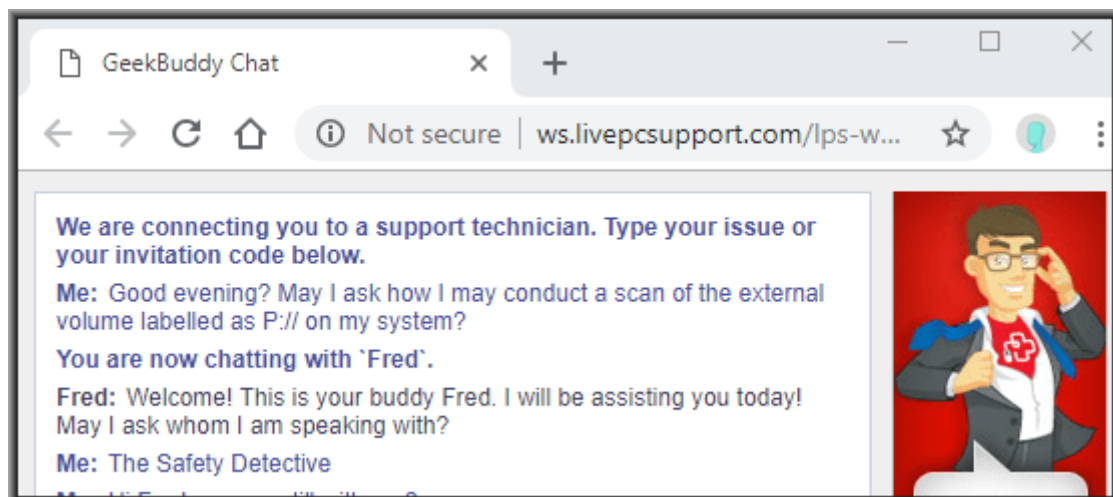 GeekBuddy Chat
Not secure | ws.livepcsupport.com/lps-w...
We are connecting you to a support technician. Type your issue or
your invitation code below.
Me: Good evening? May I ask how I may conduct a scan of the external
volume labelled as P:// on my system?
You are now chatting with `Fred`.
Fred: Welcome! This is your buddy Fred. I will be assisting you today!
May I ask whom I am speaking with?
Me: The Safety Detective